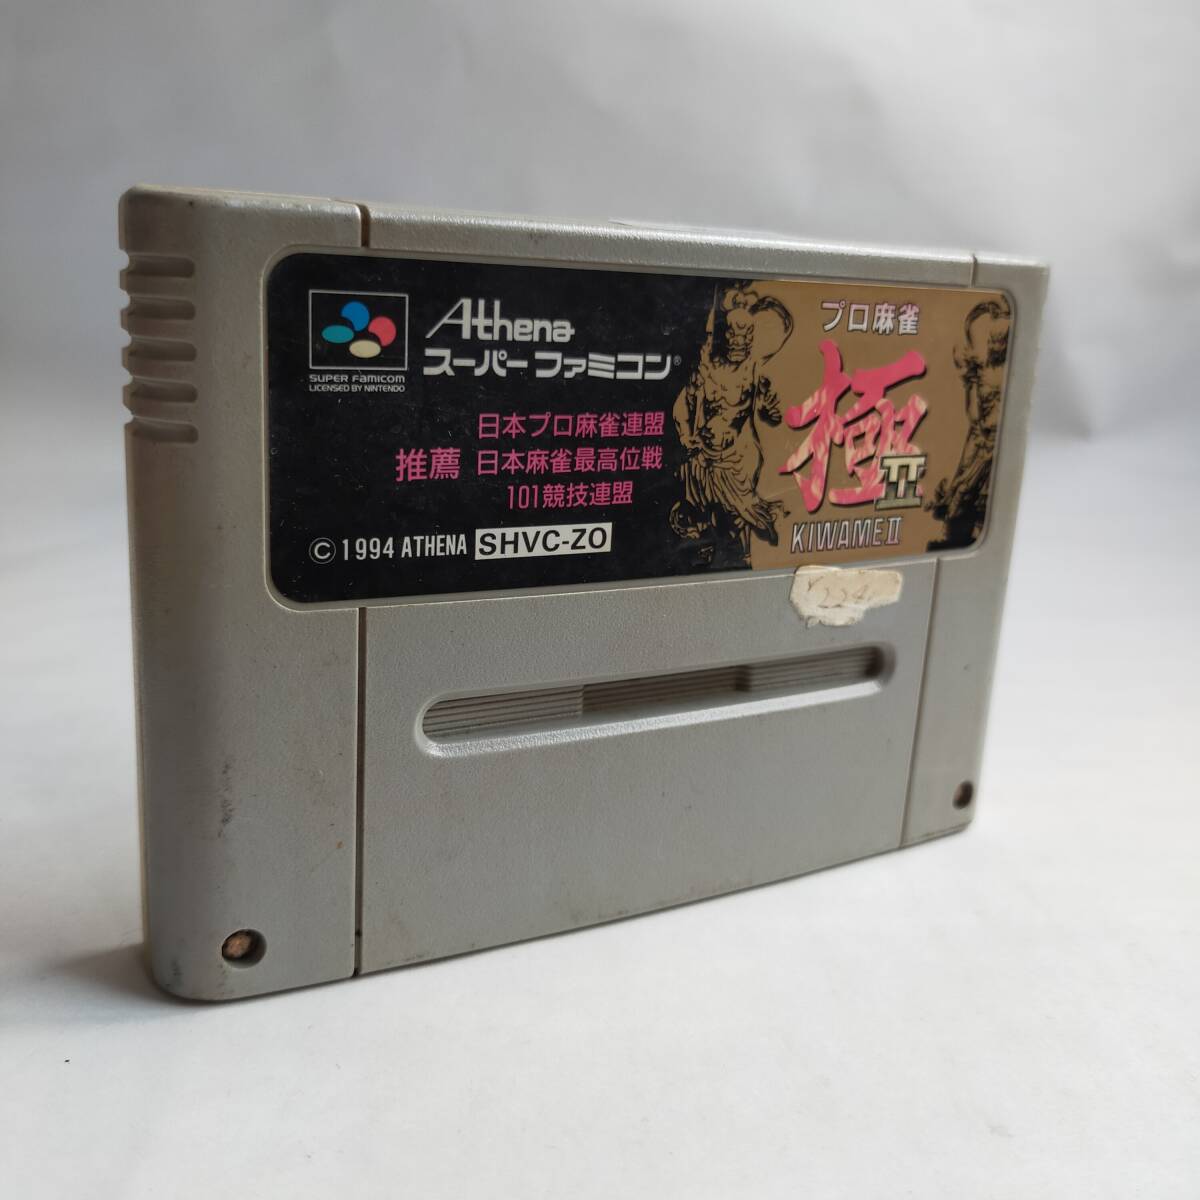 SUPER FAMICOM
LICENSED BY NINTENDO
Athena
スーパーファミコン®
推薦
日本プロ麻雀連盟
日本麻雀最高位戦
101競技連盟
© 1994 ATHENA SHVC-ZO
プロ麻雀
極
II
KIWAME II